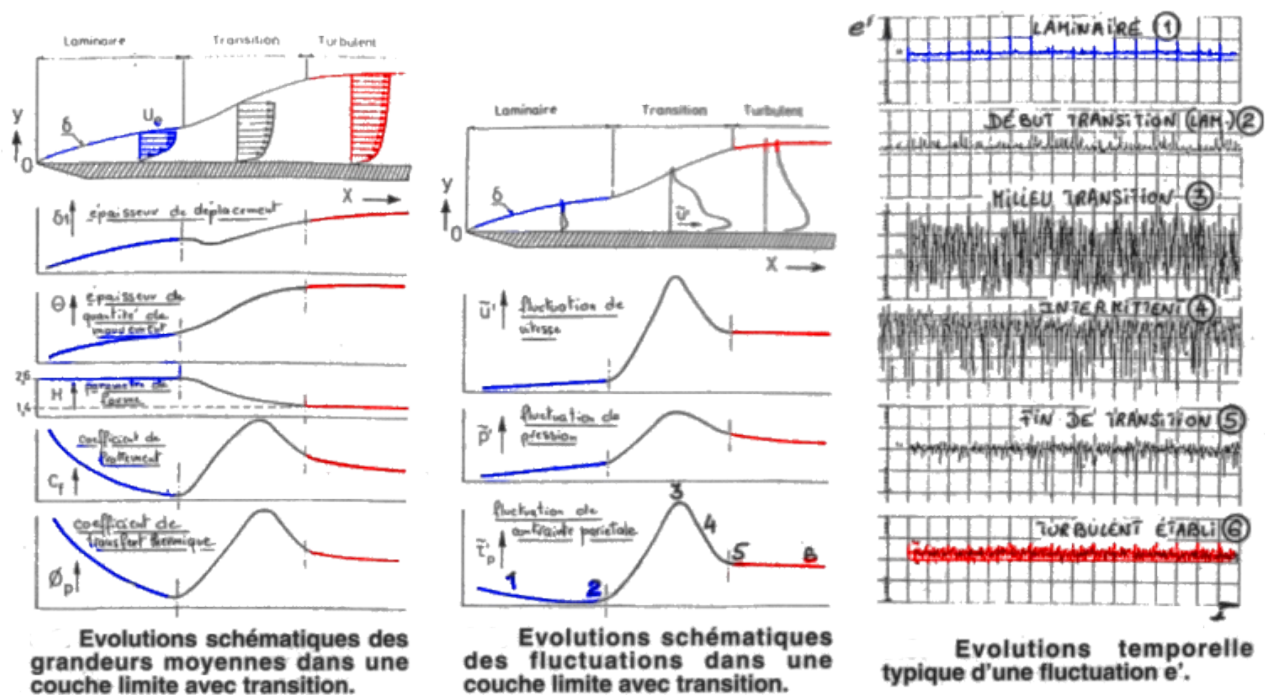 Laminaire Transition Turbulent
y
δ
Ue
0
X
δ1 épaisseur de déplacement
θ épaisseur de
quantité de
mouvement
2,6
H paramètre de
forme
1,4
coefficient de
frottement
Cf
coefficient de
transfert thermique
Øp
Evolutions schématiques des
grandeurs moyennes dans une
couche limite avec transition.
Laminaire Transition Turbulent
y
δ
ũ'
0
X
ũ' fluctuation de
vitesse
p̃' fluctuation de
pression
fluctuation de
contrainte parietale
τ̃'p
1 2 3 4 5 6
Evolutions schématiques
des fluctuations dans une
couche limite avec transition.
e'
LAMINAIRE 1
DÉBUT TRANSITION (LAM.) 2
MILIEU TRANSITION 3
INTERMITTENT 4
FIN DE TRANSITION 5
TURBULENT ÉTABLI 6
t
Evolutions temporelle
typique d'une fluctuation e'.